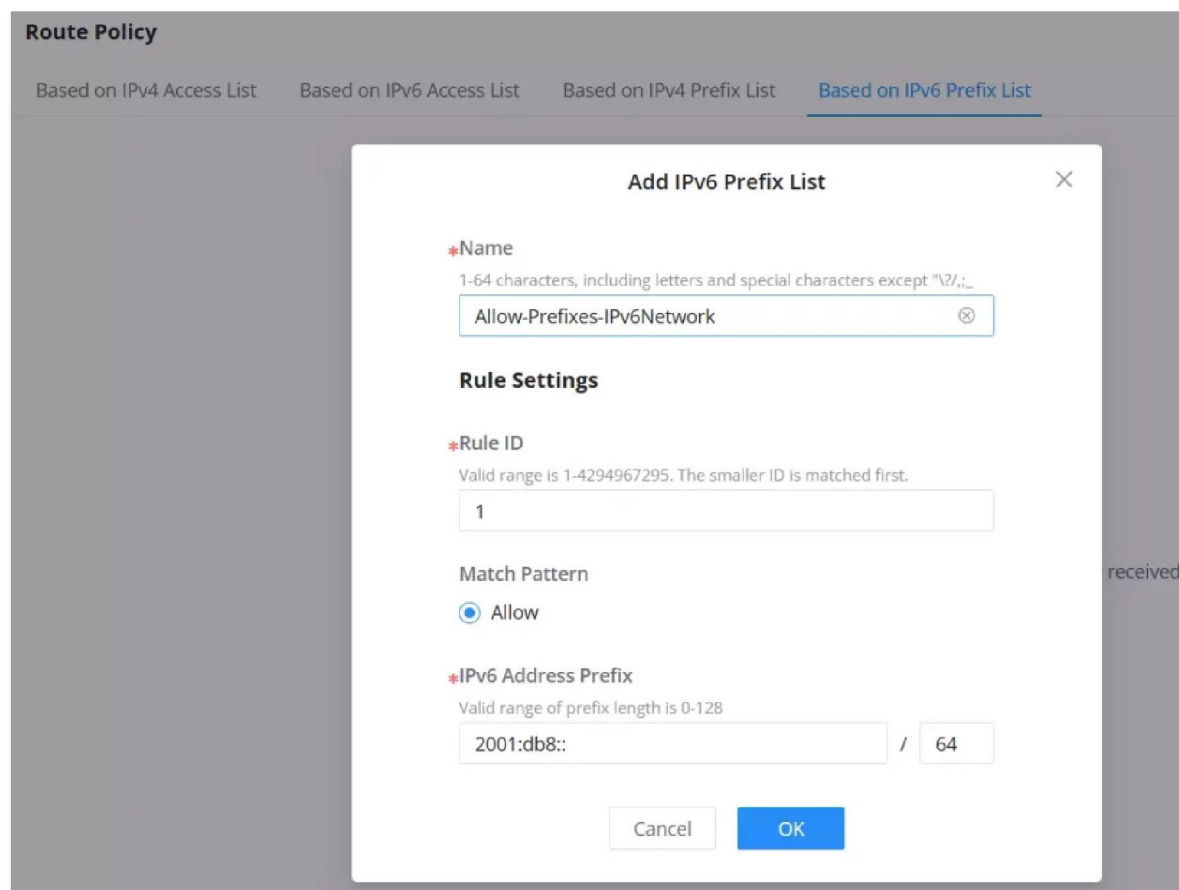 Route Policy
Based on IPv4 Access List Based on IPv6 Access List Based on IPv4 Prefix List Based on IPv6 Prefix List
Add IPv6 Prefix List
*Name
1-64 characters, including letters and special characters except "\?/,;:_
Allow-Prefixes-IPv6Network
Rule Settings
*Rule ID
Valid range is 1-4294967295. The smaller ID is matched first.
1
Match Pattern
received
Allow
*IPv6 Address Prefix
Valid range of prefix length is 0-128
2001:db8:: / 64
Cancel OK